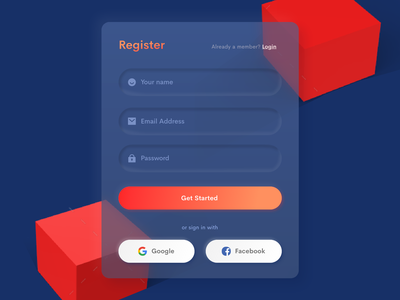 Register
Already a member? Login
Your name
Email Address
Password
Get Started
or sign in with
Google
Facebook